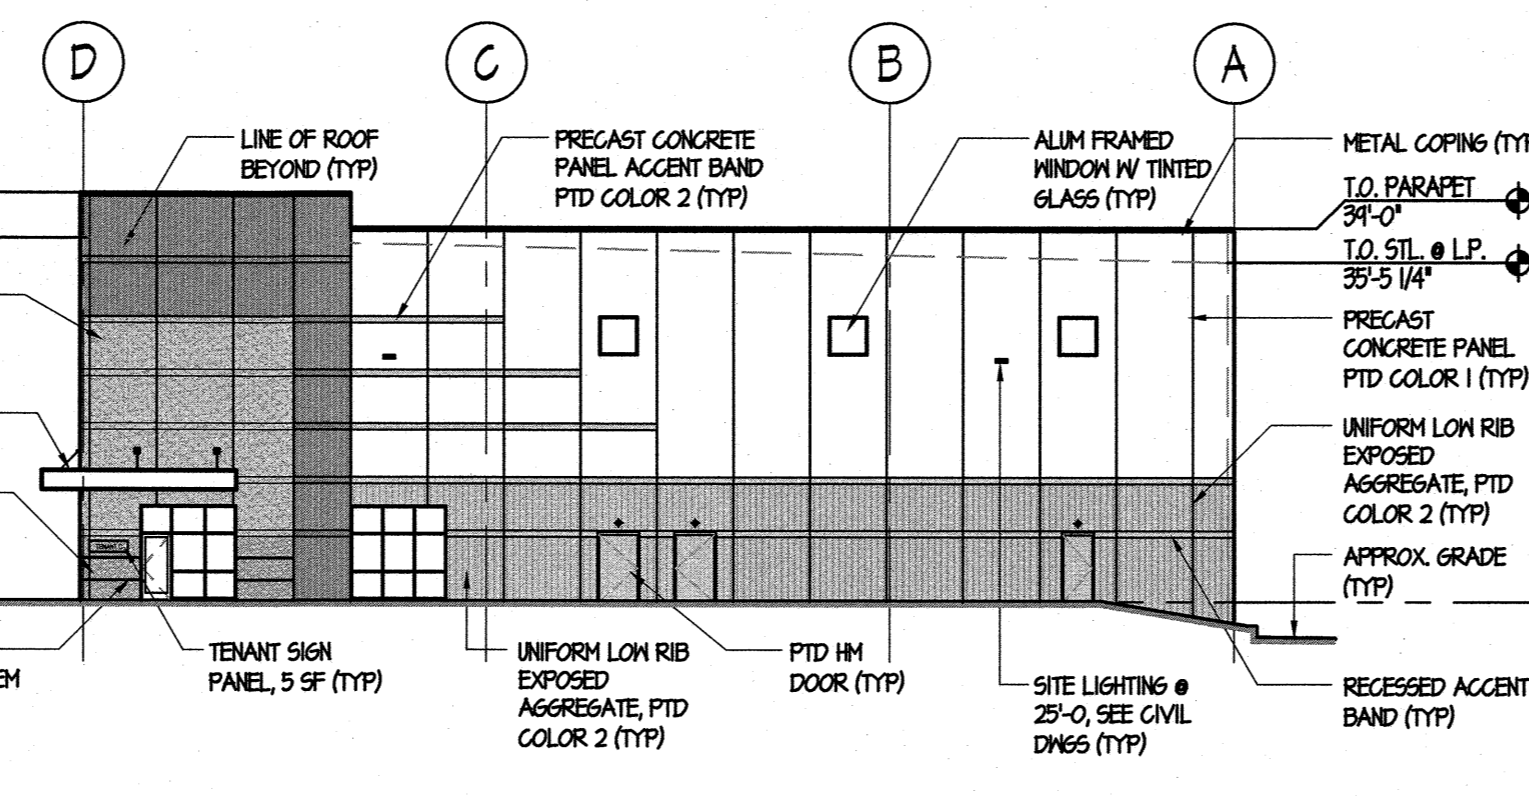 D
C
B
A
LINE OF ROOF
BEYOND (TYP)
PRECAST CONCRETE
PANEL ACCENT BAND
PTD COLOR 2 (TYP)
ALUM FRAMED
WINDOW W/ TINTED
GLASS (TYP)
METAL COPING (TYP
T.O. PARAPET
39'-0"
T.O. STL. @ L.P.
35'-5 1/4"
PRECAST
CONCRETE PANEL
PTD COLOR 1 (TYP)
UNIFORM LOW RIB
EXPOSED
AGGREGATE, PTD
COLOR 2 (TYP)
APPROX. GRADE
(TYP)
EM
TENANT SIGN
PANEL, 5 SF (TYP)
UNIFORM LOW RIB
EXPOSED
AGGREGATE, PTD
COLOR 2 (TYP)
PTD HM
DOOR (TYP)
SITE LIGHTING @
25'-0, SEE CIVIL
DWGS (TYP)
RECESSED ACCENT
BAND (TYP)